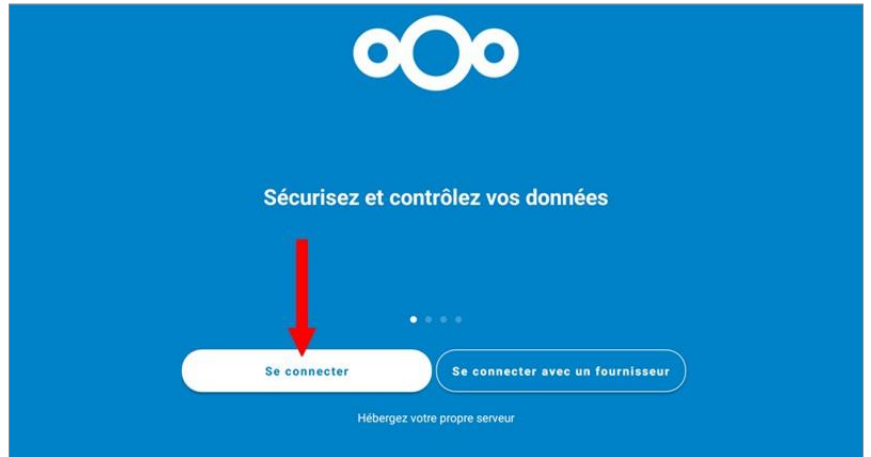 Sécurisez et contrôlez vos données
Se connecter
Se connecter avec un fournisseur
Hébergez votre propre serveur